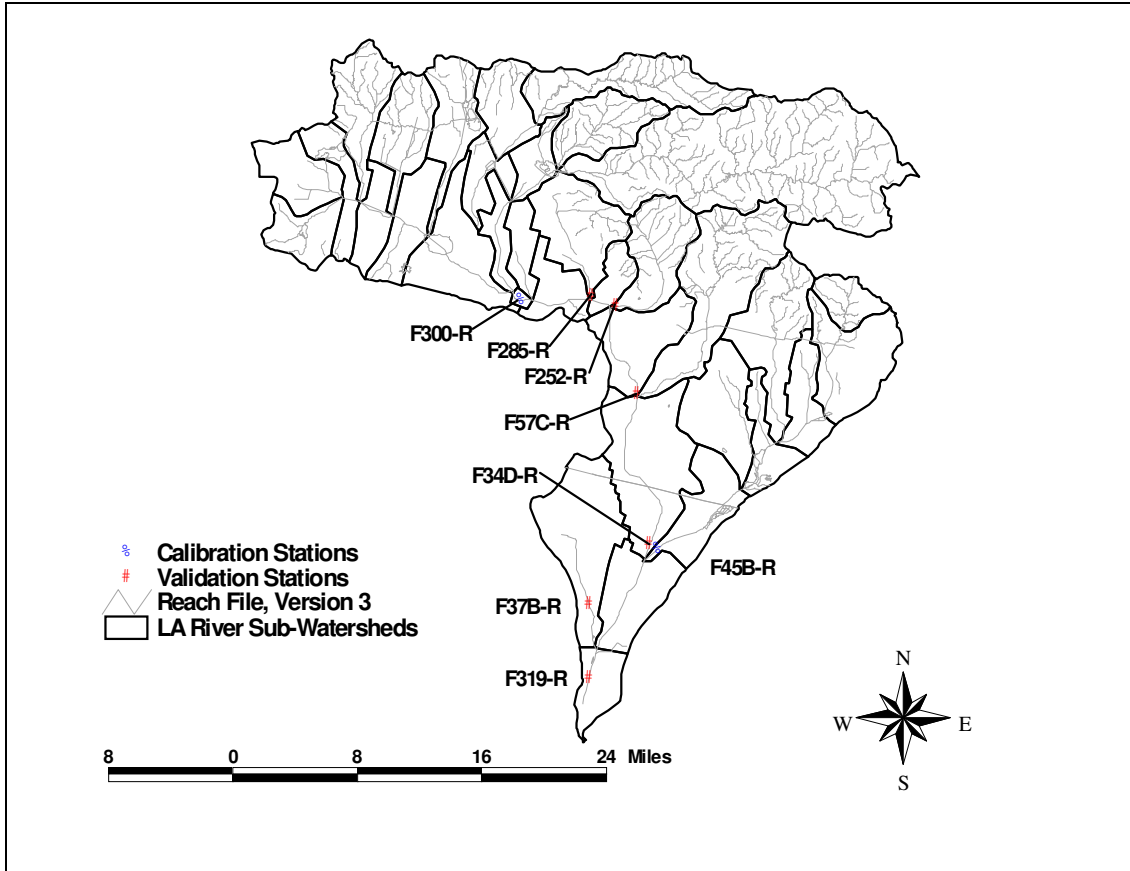 F300-R
F285-R
F252-R
F57C-R
F34D-R
F45B-R
F37B-R
F319-R
% Calibration Stations
# Validation Stations
Reach File, Version 3
LA River Sub-Watersheds
N
W E
S
8 0 8 16 24 Miles